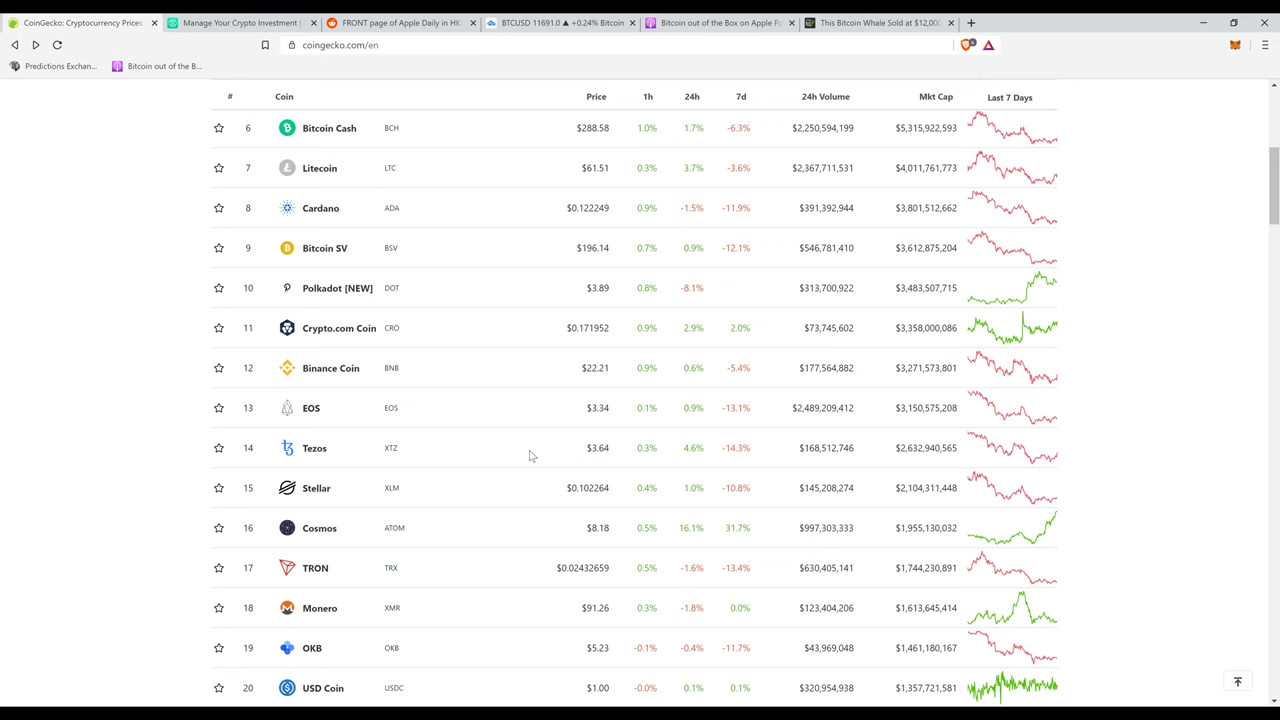 CoinGecko: Cryptocurrency Prices
Manage Your Crypto Investment |
FRONT page of Apple Daily in HK
BTCUSD 11691.0 ▲ +0.24% Bitcoin
Bitcoin out of the Box on Apple Po
This Bitcoin Whale Sold at $12,000
coingecko.com/en
Predictions Exchan...
Bitcoin out of the B...
# Coin Price 1h 24h 7d 24h Volume Mkt Cap Last 7 Days
6 Bitcoin Cash BCH $288.58 1.0% 1.7% -6.3% $2,250,594,199 $5,315,922,593
7 Litecoin LTC $61.51 0.3% 3.7% -3.6% $2,367,711,531 $4,011,761,773
8 Cardano ADA $0.122249 0.9% -1.5% -11.9% $391,392,944 $3,801,512,662
9 Bitcoin SV BSV $196.14 0.7% 0.9% -12.1% $546,781,410 $3,612,875,204
10 Polkadot [NEW] DOT $3.89 0.8% -8.1% $313,700,922 $3,483,507,715
11 Crypto.com Coin CRO $0.171952 0.9% 2.9% 2.0% $73,745,602 $3,358,000,086
12 Binance Coin BNB $22.21 0.9% 0.6% -5.4% $177,564,882 $3,271,573,801
13 EOS EOS $3.34 0.1% 0.9% -13.1% $2,489,209,412 $3,150,575,208
14 Tezos XTZ $3.64 0.3% 4.6% -14.3% $168,512,746 $2,632,940,565
15 Stellar XLM $0.102264 0.4% 1.0% -10.8% $145,208,274 $2,104,311,448
16 Cosmos ATOM $8.18 0.5% 16.1% 31.7% $997,303,333 $1,955,130,032
17 TRON TRX $0.02432659 0.5% -1.6% -13.4% $630,405,141 $1,744,230,891
18 Monero XMR $91.26 0.3% -1.8% 0.0% $123,404,206 $1,613,645,414
19 OKB OKB $5.23 -0.1% -0.4% -11.7% $43,969,048 $1,461,180,167
20 USD Coin USDC $1.00 -0.0% 0.1% 0.1% $320,954,938 $1,357,721,581